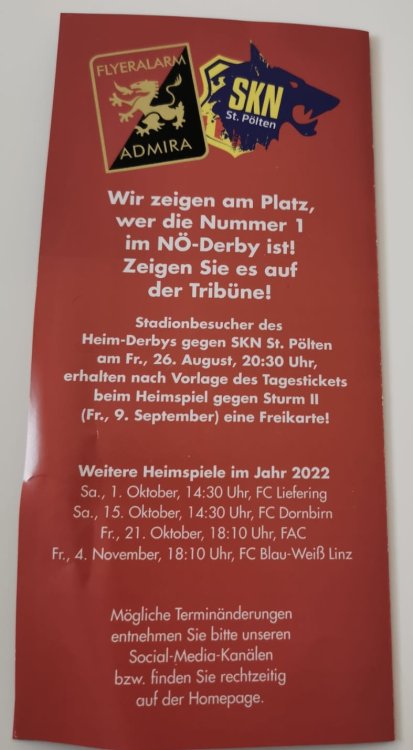 FLYERALARM
ADMIRA
SKN
St. Pölten
Wir zeigen am Platz,
wer die Nummer 1
im NÖ-Derby ist!
Zeigen Sie es auf
der Tribüne!
Stadionbesucher des
Heim-Derbys gegen SKN St. Pölten
am Fr., 26. August, 20:30 Uhr,
erhalten nach Vorlage des Tagestickets
beim Heimspiel gegen Sturm II
(Fr., 9. September) eine Freikarte!
Weitere Heimspiele im Jahr 2022
Sa., 1. Oktober, 14:30 Uhr, FC Liefering
Sa., 15. Oktober, 14:30 Uhr, FC Dornbirn
Fr., 21. Oktober, 18:10 Uhr, FAC
Fr., 4. November, 18:10 Uhr, FC Blau-Weiß Linz
Mögliche Terminänderungen
entnehmen Sie bitte unseren
Social-Media-Kanälen
bzw. finden Sie rechtzeitig
auf der Homepage.